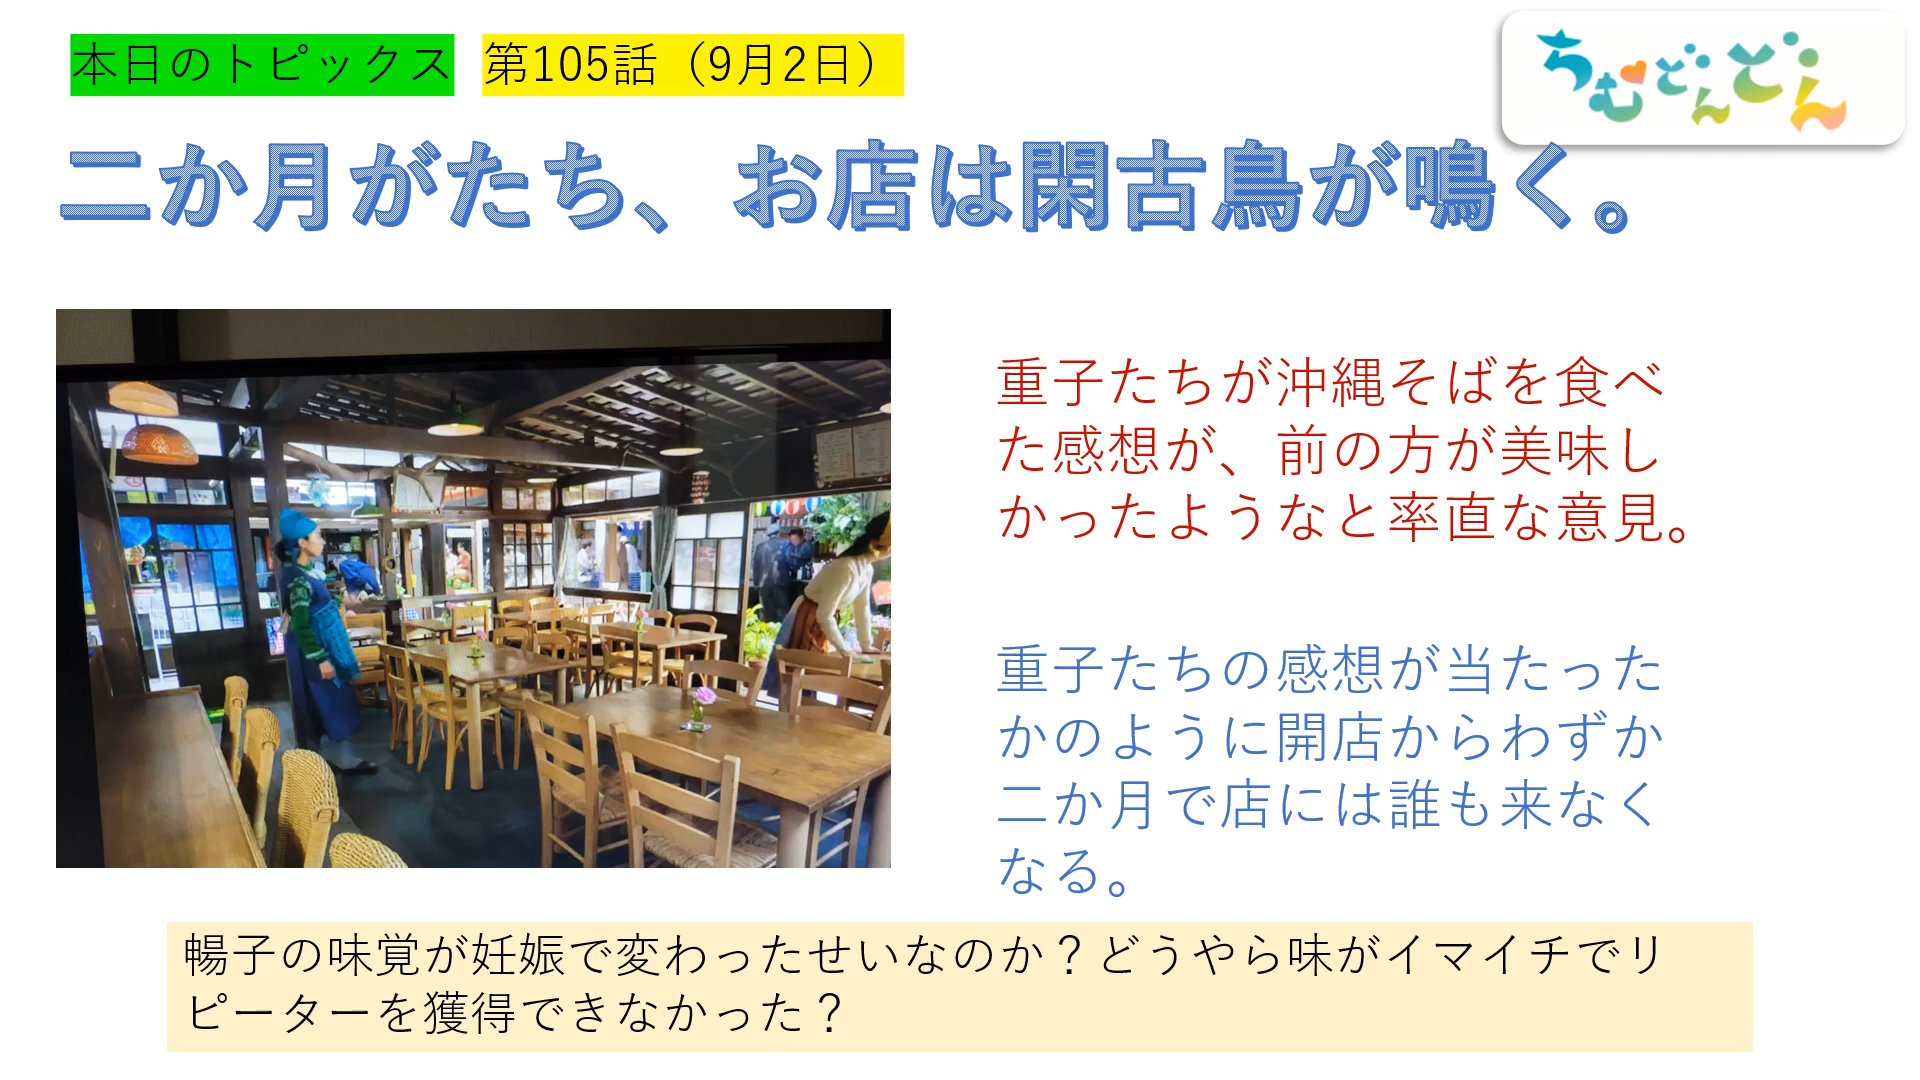 本日のトピックス 第105話（9月2日）
ちむどんどん
二か月がたち、お店は閑古鳥が鳴く。
重子たちが沖縄そばを食べ
た感想が、前の方が美味し
かったようなと率直な意見。
重子たちの感想が当たった
かのように開店からわずか
二か月で店には誰も来なく
なる。
暢子の味覚が妊娠で変わったせいなのか？どうやら味がイマイチでリ
ピーターを獲得できなかった？